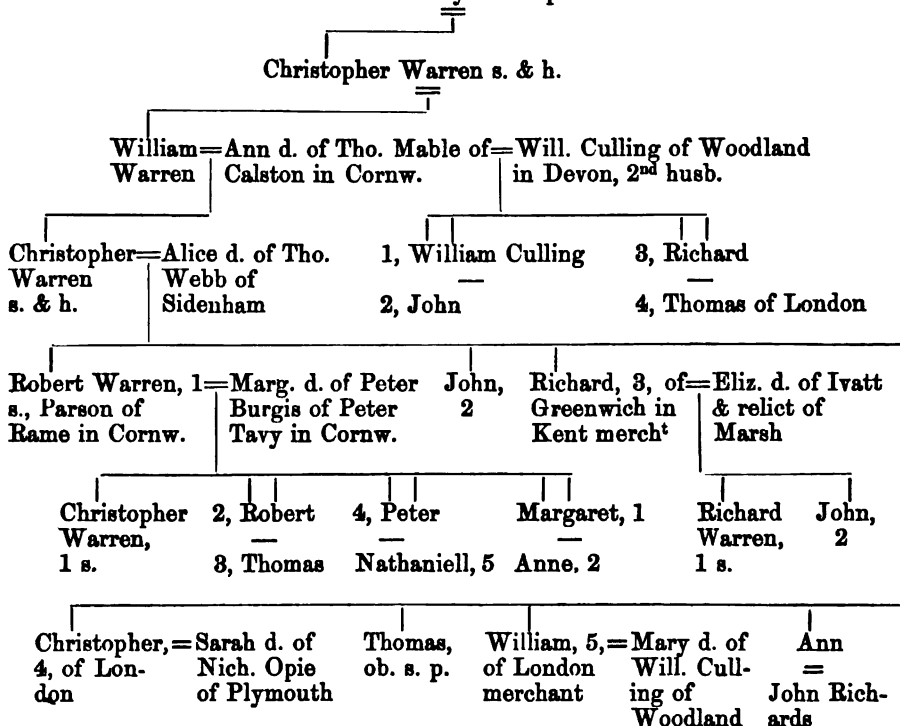 Christopher Warren s. & h.
William=Ann d. of Tho. Mable of=Will. Culling of Woodland
Warren Calston in Cornw. in Devon, 2nd husb.
Christopher=Alice d. of Tho. 1, William Culling 3, Richard
Warren Webb of — —
s. & h. Sidenham 2, John 4, Thomas of London
Robert Warren, 1=Marg. d. of Peter John, Richard, 3, of=Eliz. d. of Ivatt
s., Parson of Burgis of Peter 2 Greenwich in & relict of
Rame in Cornw. Tavy in Cornw. Kent mercht Marsh
Christopher 2, Robert 4, Peter Margaret, 1 Richard John,
Warren, — — — Warren, 2
1 s. 3, Thomas Nathaniell, 5 Anne, 2 1 s.
Christopher,=Sarah d. of Thomas, William, 5,=Mary d. of Ann
4, of Lon- Nich. Opie ob. s. p. of London Will. Cull- =
don of Plymouth merchant ing of John Rich-
Woodland ards